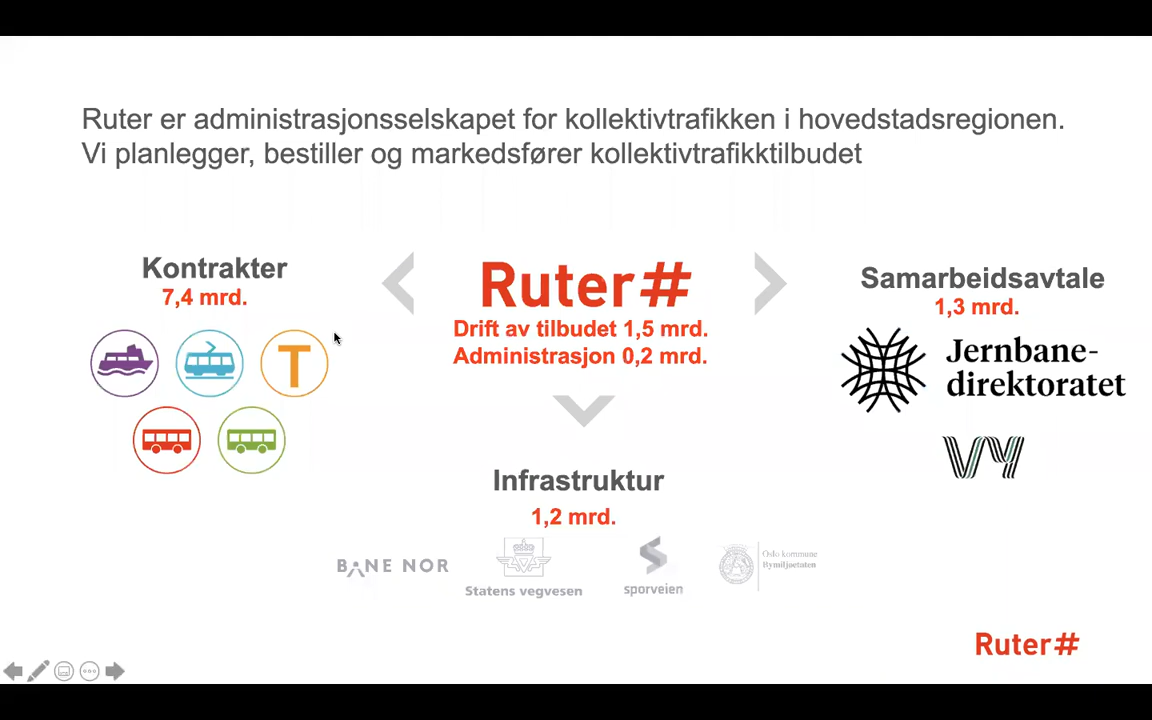 Ruter er administrasjonsselskapet for kollektivtrafikken i hovedstadsregionen.
Vi planlegger, bestiller og markedsfører kollektivtrafikktilbudet
Kontrakter
7,4 mrd.
T
Ruter#
Drift av tilbudet 1,5 mrd.
Administrasjon 0,2 mrd.
Samarbeidsavtale
1,3 mrd.
Jernbane-
direktoratet
VY
Infrastruktur
1,2 mrd.
BANE NOR
Statens vegvesen
sporveien
Oslo kommune
Bymiljøetaten
Ruter#